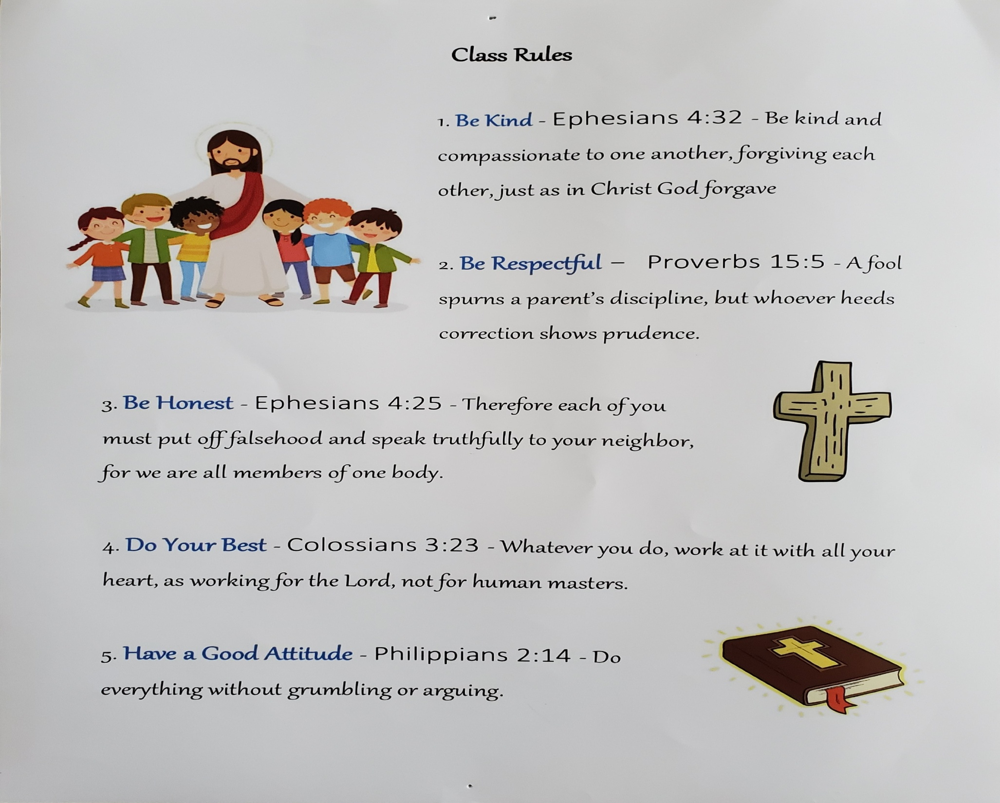 Class Rules
1. Be Kind - Ephesians 4:32 - Be kind and
compassionate to one another, forgiving each
other, just as in Christ God forgave
2. Be Respectful – Proverbs 15:5 - A fool
spurns a parent's discipline, but whoever heeds
correction shows prudence.
3. Be Honest - Ephesians 4:25 - Therefore each of you
must put off falsehood and speak truthfully to your neighbor,
for we are all members of one body.
4. Do Your Best - Colossians 3:23 - Whatever you do, work at it with all your
heart, as working for the Lord, not for human masters.
5. Have a Good Attitude - Philippians 2:14 - Do
everything without grumbling or arguing.